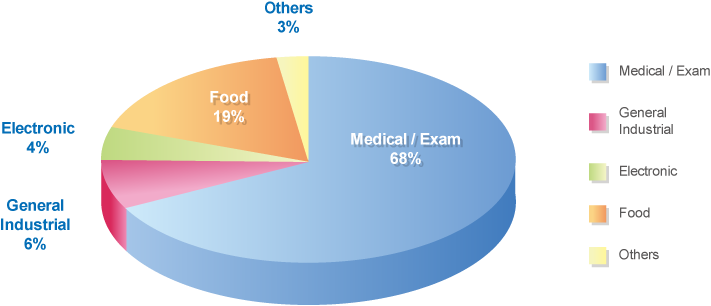 Others
3%
Food
19%
Electronic
4%
Medical / Exam
68%
General
Industrial
6%
Medical / Exam
General
Industrial
Electronic
Food
Others